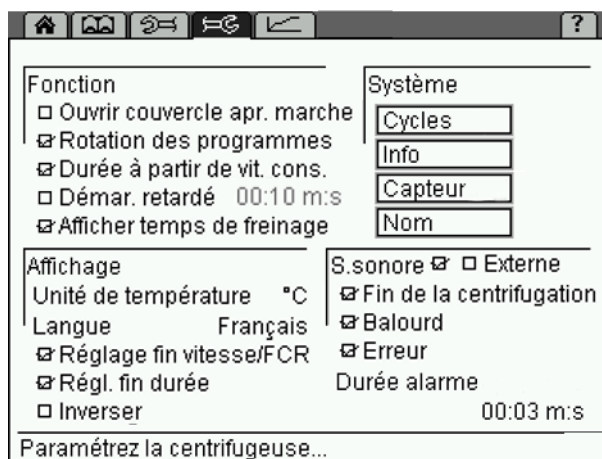 ?
Fonction
Ouvrir couvercle apr. marche
Rotation des programmes
Durée à partir de vit. cons.
Démar. retardé 00:10 m:s
Afficher temps de freinage
Système
Cycles
Info
Capteur
Nom
Affichage
Unité de température °C
Langue Français
Réglage fin vitesse/FCR
Régl. fin durée
Inverser
S.sonore Externe
Fin de la centrifugation
Balourd
Erreur
Durée alarme
00:03 m:s
Paramétrez la centrifugeuse...